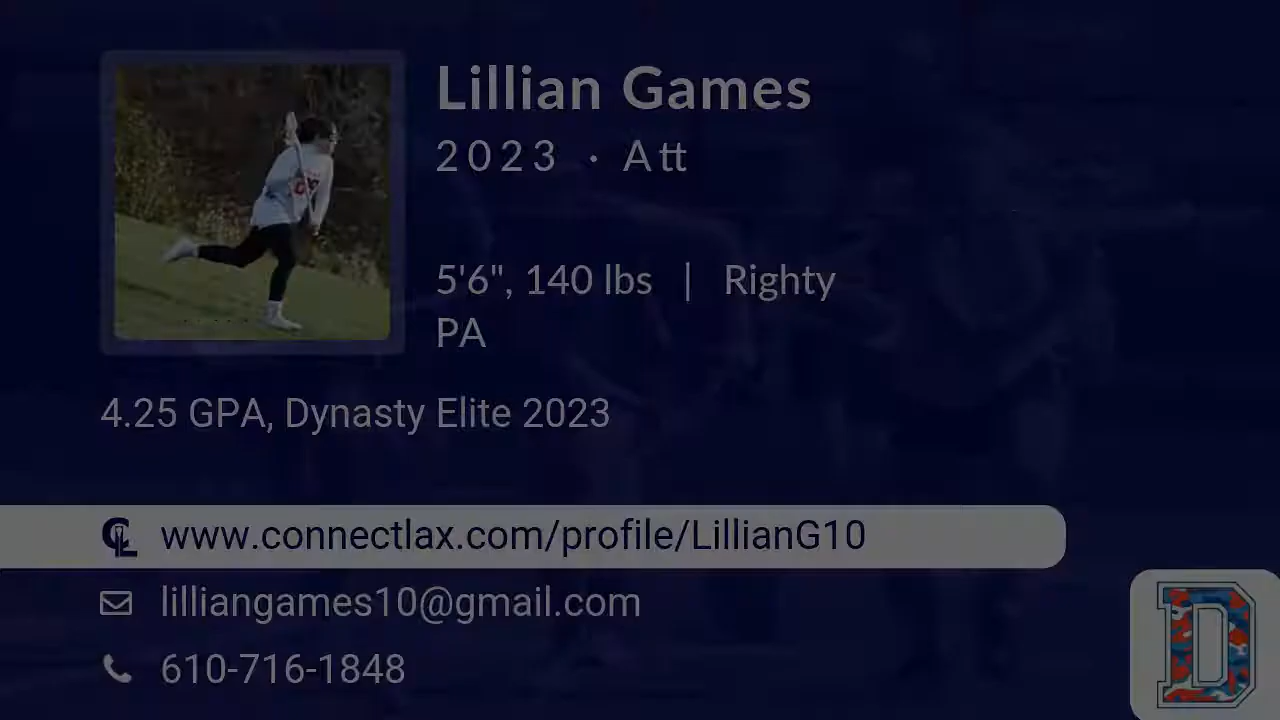 Lillian Games
2023 · Att
5'6", 140 lbs | Righty
PA
4.25 GPA, Dynasty Elite 2023
www.connectlax.com/profile/LillianG10
lilliangames10@gmail.com
610-716-1848
D